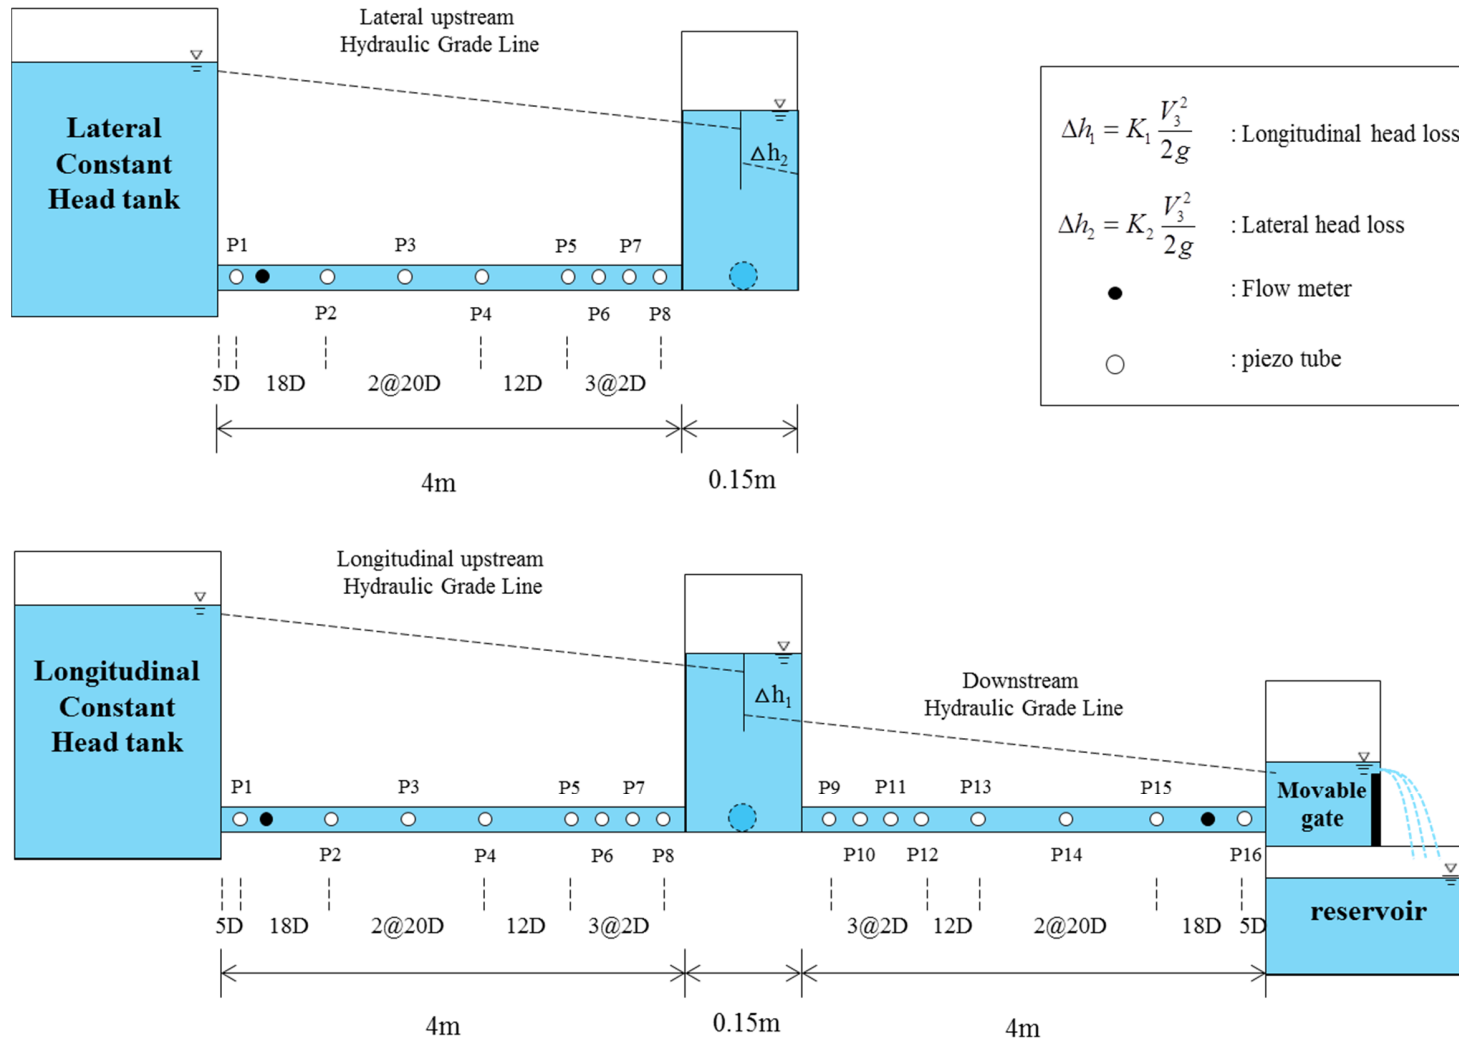 Lateral upstream
Hydraulic Grade Line
Lateral
Constant
Head tank
Δh2
P1
P3
P5
P7
P2
P4
P6
P8
5D
18D
2@20D
12D
3@2D
4m
0.15m
Δh₁ = K₁ V₃²/2g : Longitudinal head loss
Δh₂ = K₂ V₃²/2g : Lateral head loss
: Flow meter
: piezo tube
Longitudinal upstream
Hydraulic Grade Line
Longitudinal
Constant
Head tank
Δh1
Downstream
Hydraulic Grade Line
P1
P3
P5
P7
P9
P11
P13
P15
Movable
gate
P2
P4
P6
P8
P10
P12
P14
P16
5D
18D
2@20D
12D
3@2D
3@2D
12D
2@20D
18D
5D
reservoir
4m
0.15m
4m